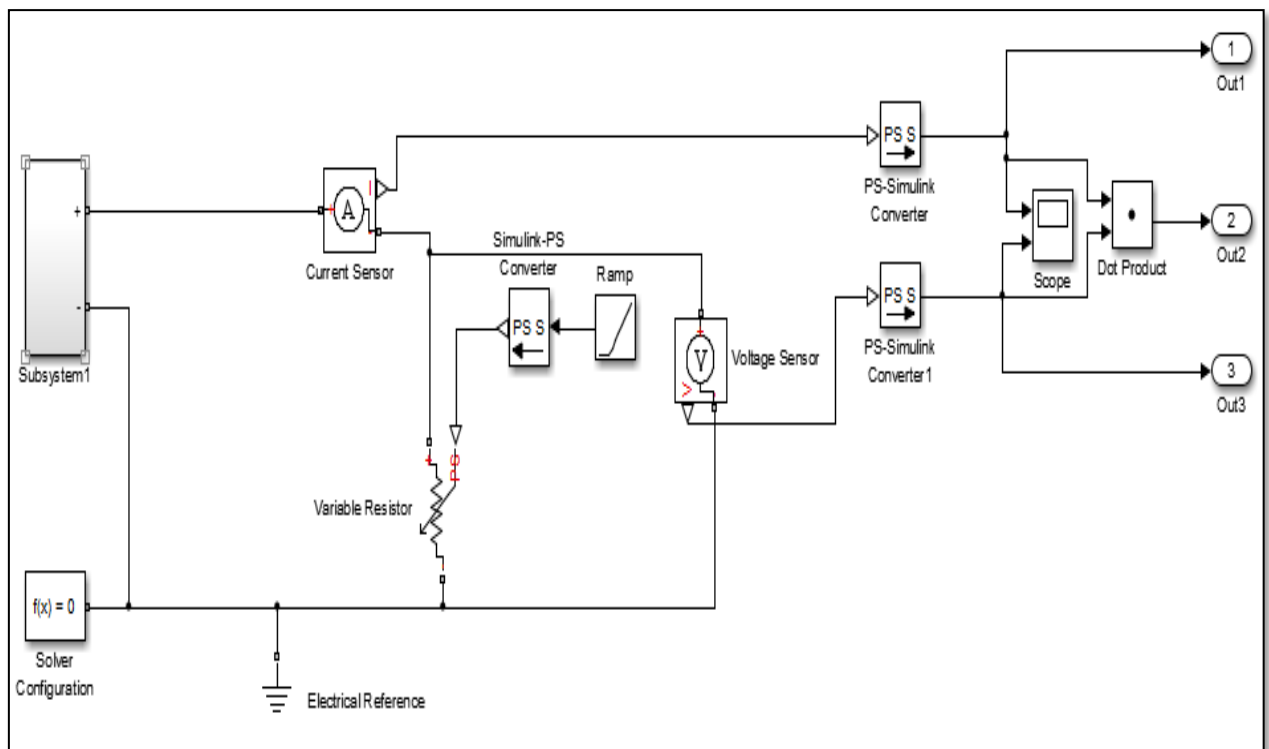 1
Out1
PS S
PS-Simulink
Converter
+
I
+
A
-
Current Sensor
Simulink-PS
Converter
PS S
Ramp
2
Out2
Dot Product
Scope
-
Subsystem1
+
V
V
-
Voltage Sensor
PS S
PS-Simulink
Converter1
3
Out3
+
PS
Variable Resistor
-
f(x) = 0
Solver
Configuration
Electrical Reference